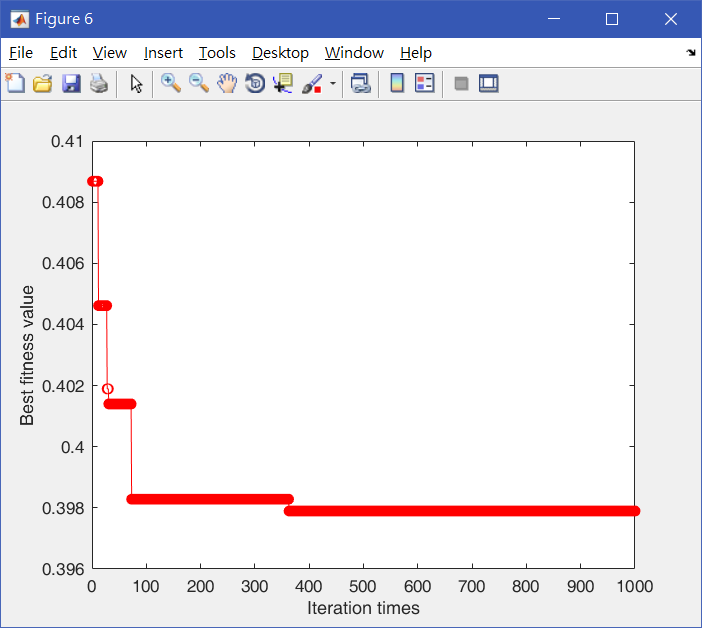 Figure 6
File Edit View Insert Tools Desktop Window Help
0.41
0.408
0.406
0.404
0.402
0.4
0.398
0.396
Best fitness value
0 100 200 300 400 500 600 700 800 900 1000
Iteration times